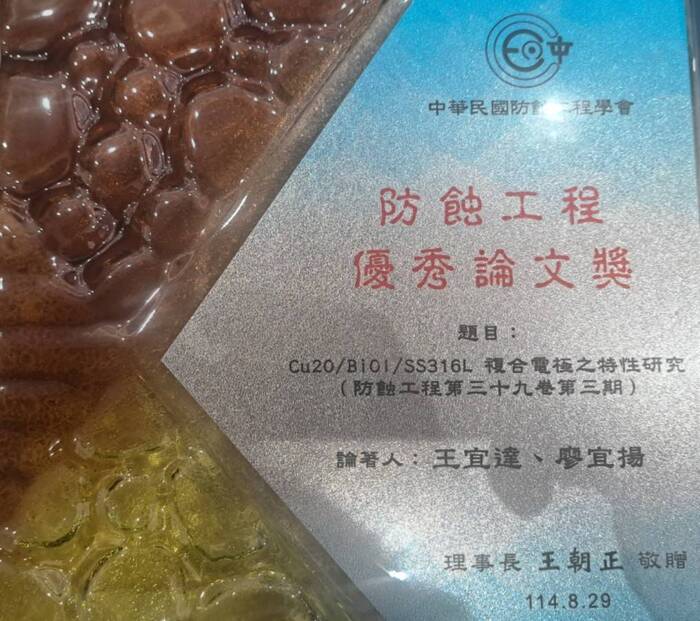 中華民國防蝕工程學會
防蝕工程
優秀論文獎
題目：
Cu2O/BiOI/SS316L 複合電極之特性研究
（防蝕工程第三十九卷第三期）
論著人：王宜達、廖宜揚
理事長 王朝正 敬贈
114.8.29